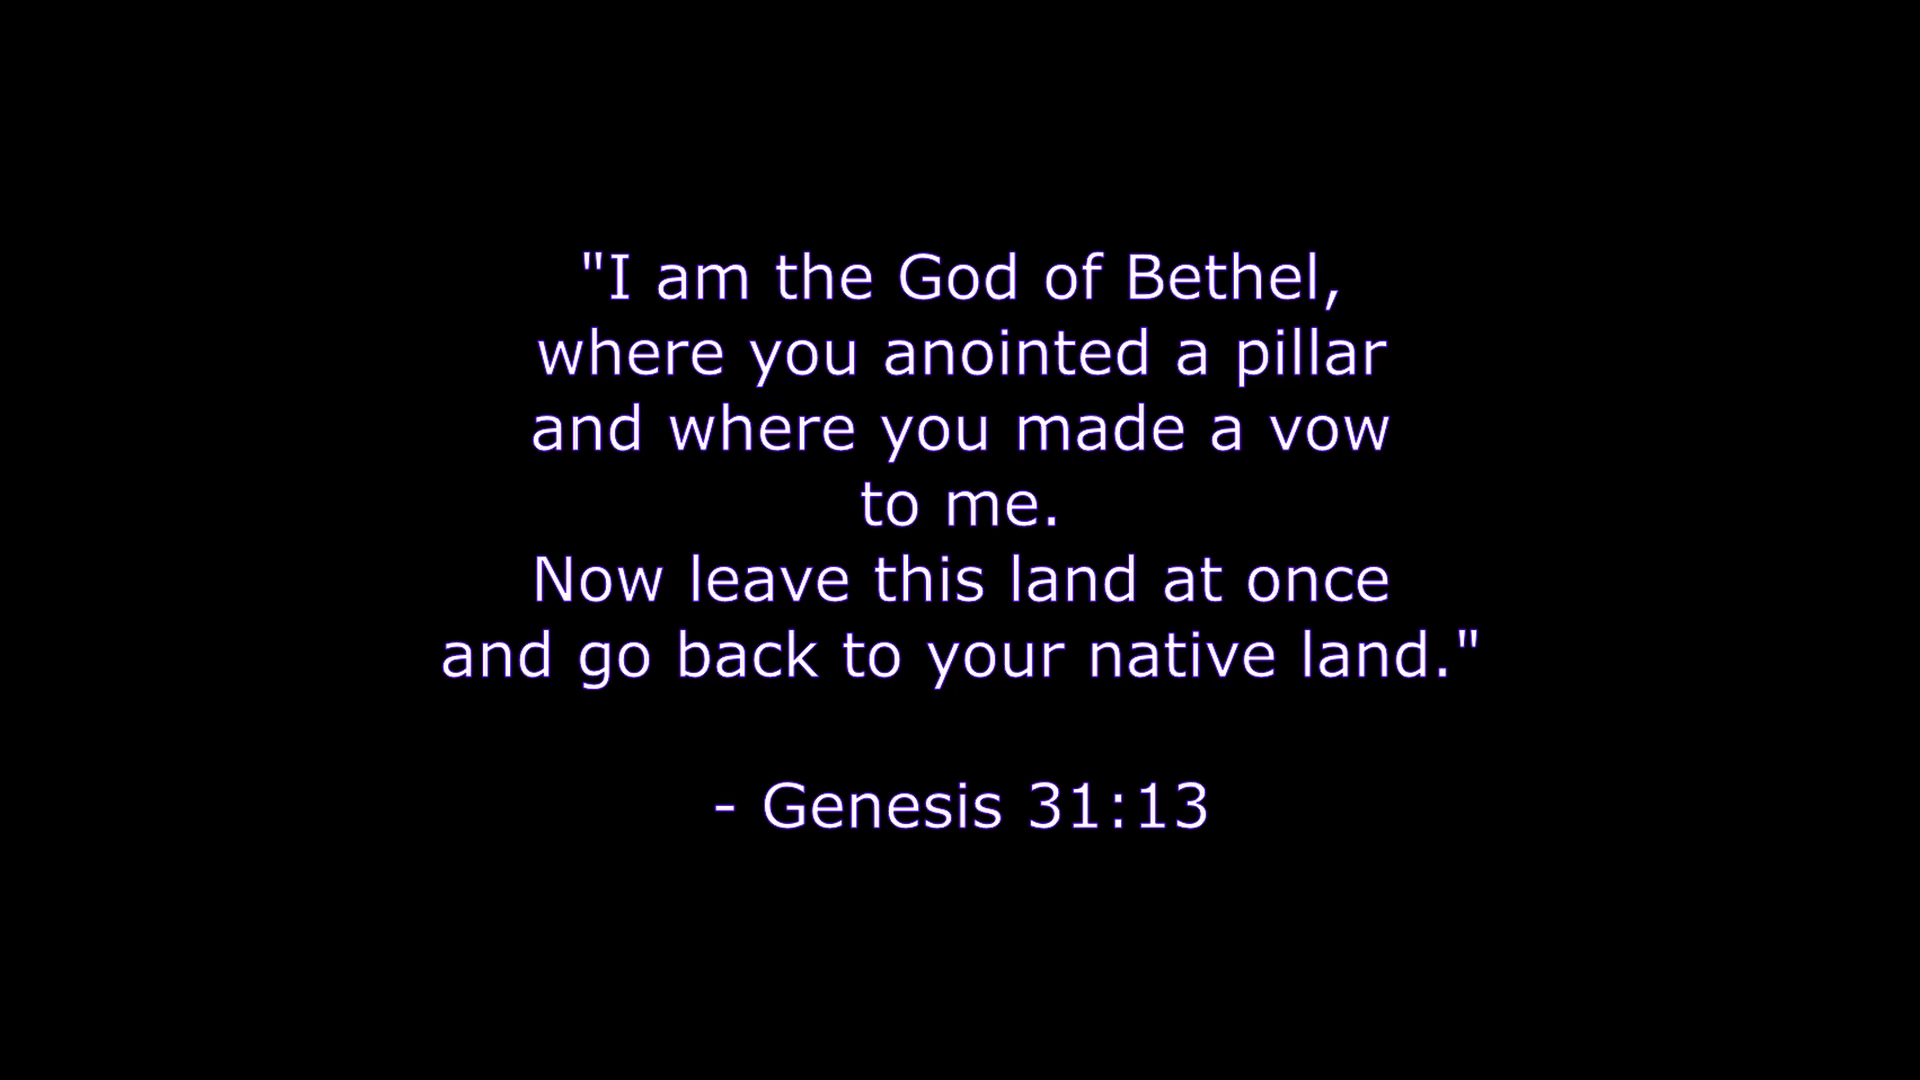 "I am the God of Bethel,
where you anointed a pillar
and where you made a vow
to me.
Now leave this land at once
and go back to your native land."
- Genesis 31:13